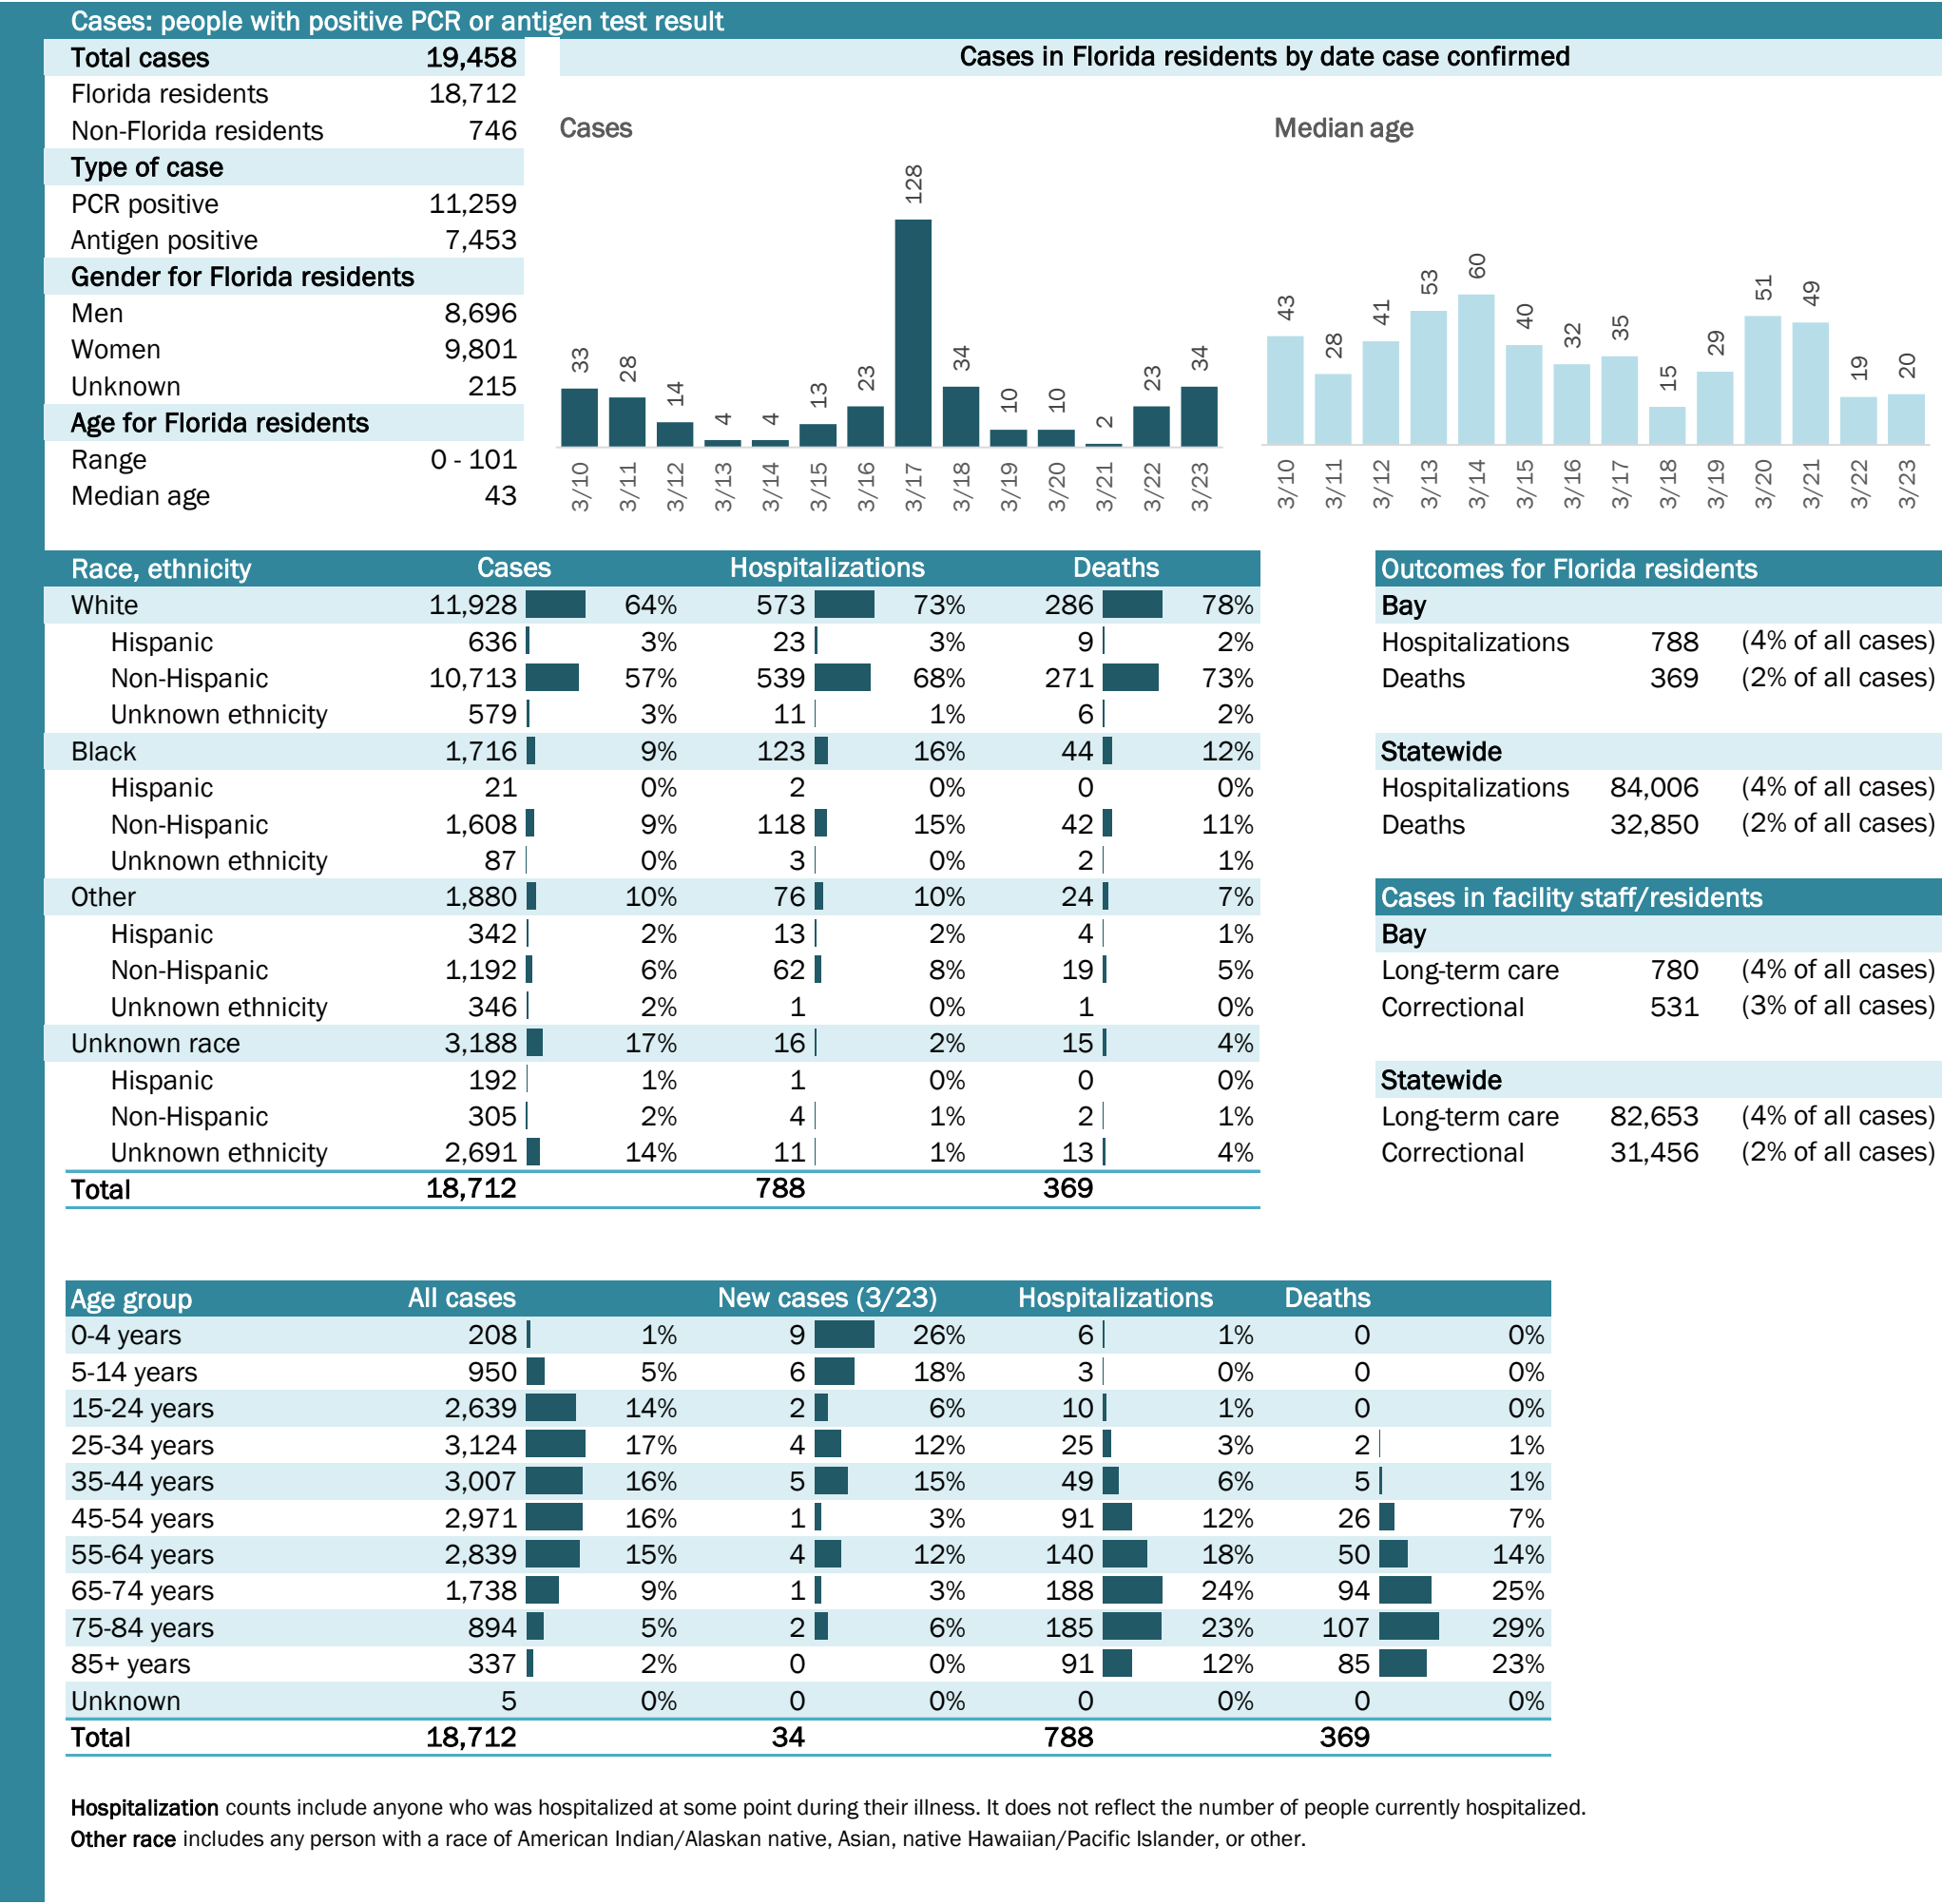 Cases: people with positive PCR or antigen test result
Total cases 19,458
Florida residents 18,712
Non-Florida residents 746
Type of case
PCR positive 11,259
Antigen positive 7,453
Gender for Florida residents
Men 8,696
Women 9,801
Unknown 215
Age for Florida residents
Range 0 - 101
Median age 43
Cases in Florida residents by date case confirmed
Cases
33 28 14 4 4 13 23 128 34 10 10 2 23 34
3/10 3/11 3/12 3/13 3/14 3/15 3/16 3/17 3/18 3/19 3/20 3/21 3/22 3/23
Median age
43 28 41 53 60 40 32 35 15 29 51 49 19 20
3/10 3/11 3/12 3/13 3/14 3/15 3/16 3/17 3/18 3/19 3/20 3/21 3/22 3/23
Race, ethnicity Cases Hospitalizations Deaths
White 11,928 64% 573 73% 286 78%
Hispanic 636 3% 23 3% 9 2%
Non-Hispanic 10,713 57% 539 68% 271 73%
Unknown ethnicity 579 3% 11 1% 6 2%
Black 1,716 9% 123 16% 44 12%
Hispanic 21 0% 2 0% 0 0%
Non-Hispanic 1,608 9% 118 15% 42 11%
Unknown ethnicity 87 0% 3 0% 2 1%
Other 1,880 10% 76 10% 24 7%
Hispanic 342 2% 13 2% 4 1%
Non-Hispanic 1,192 6% 62 8% 19 5%
Unknown ethnicity 346 2% 1 0% 1 0%
Unknown race 3,188 17% 16 2% 15 4%
Hispanic 192 1% 1 0% 0 0%
Non-Hispanic 305 2% 4 1% 2 1%
Unknown ethnicity 2,691 14% 11 1% 13 4%
Total 18,712 788 369
Outcomes for Florida residents
Bay
Hospitalizations 788 (4% of all cases)
Deaths 369 (2% of all cases)
Statewide
Hospitalizations 84,006 (4% of all cases)
Deaths 32,850 (2% of all cases)
Cases in facility staff/residents
Bay
Long-term care 780 (4% of all cases)
Correctional 531 (3% of all cases)
Statewide
Long-term care 82,653 (4% of all cases)
Correctional 31,456 (2% of all cases)
Age group All cases New cases (3/23) Hospitalizations Deaths
0-4 years 208 1% 9 26% 6 1% 0 0%
5-14 years 950 5% 6 18% 3 0% 0 0%
15-24 years 2,639 14% 2 6% 10 1% 0 0%
25-34 years 3,124 17% 4 12% 25 3% 2 1%
35-44 years 3,007 16% 5 15% 49 6% 5 1%
45-54 years 2,971 16% 1 3% 91 12% 26 7%
55-64 years 2,839 15% 4 12% 140 18% 50 14%
65-74 years 1,738 9% 1 3% 188 24% 94 25%
75-84 years 894 5% 2 6% 185 23% 107 29%
85+ years 337 2% 0 0% 91 12% 85 23%
Unknown 5 0% 0 0% 0 0% 0 0%
Total 18,712 34 788 369
Hospitalization counts include anyone who was hospitalized at some point during their illness. It does not reflect the number of people currently hospitalized.
Other race includes any person with a race of American Indian/Alaskan native, Asian, native Hawaiian/Pacific Islander, or other.